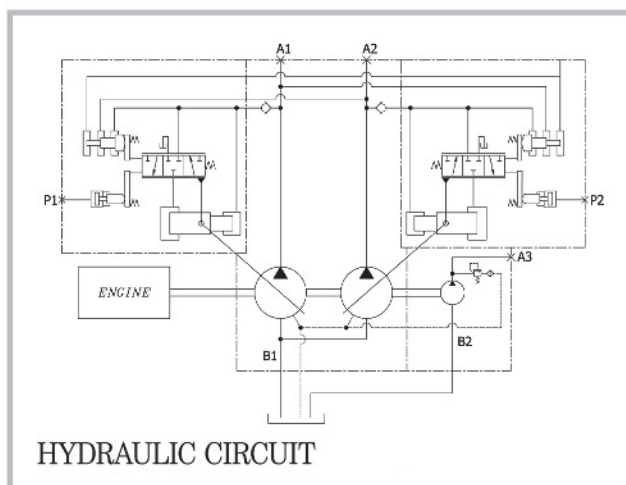 A1
A2
P1
P2
A3
ENGINE
B1
B2
HYDRAULIC CIRCUIT